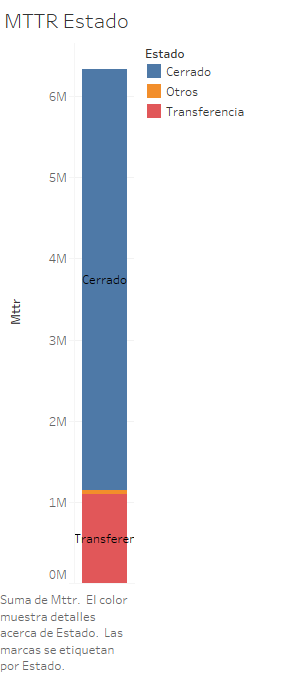 MTTR Estado
Estado
Cerrado
Otros
Transferencia
6M
5M
4M
3M
2M
1M
0M
Mttr
Cerrado
Transferer
Suma de Mttr.  El color
muestra detalles
acerca de Estado.  Las
marcas se etiquetan
por Estado.